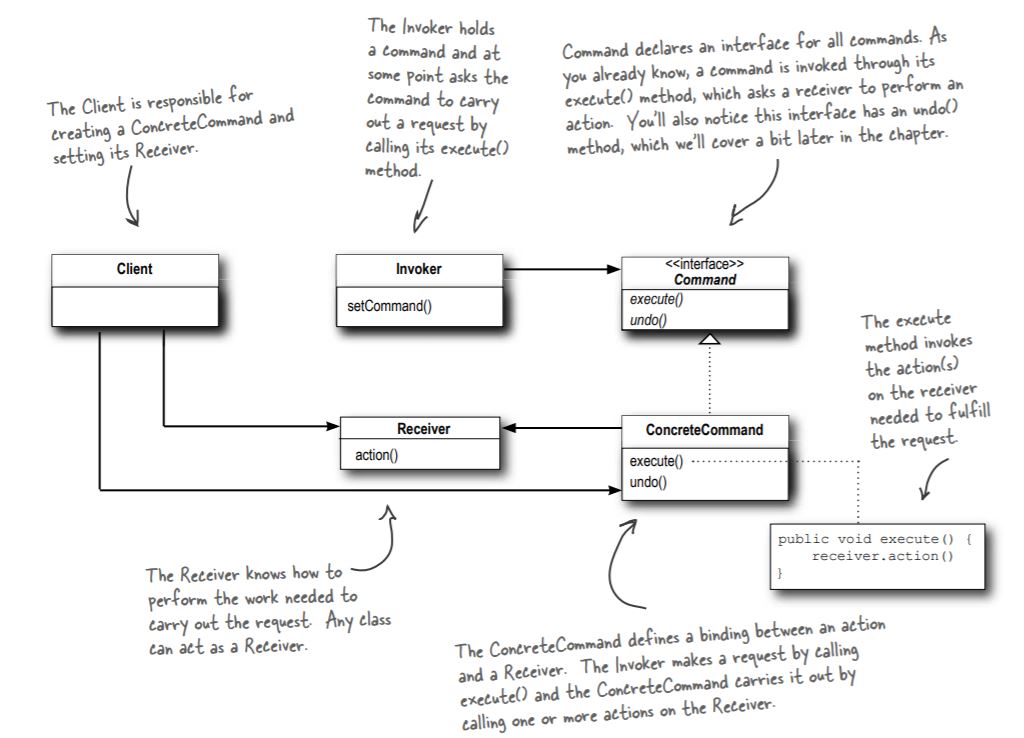 The Client is responsible for
creating a ConcreteCommand and
setting its Receiver.
The Invoker holds
a command and at
some point asks the
command to carry
out a request by
calling its execute()
method.
Command declares an interface for all commands. As
you already know, a command is invoked through its
execute() method, which asks a receiver to perform an
action. You'll also notice this interface has an undo()
method, which we'll cover a bit later in the chapter.
Client
Invoker
setCommand()
<<interface>>
Command
execute()
undo()
The execute
method invokes
the action(s)
on the receiver
needed to fulfill
the request.
Receiver
action()
ConcreteCommand
execute()
undo()
public void execute() {
receiver.action()
}
The Receiver knows how to
perform the work needed to
carry out the request. Any class
can act as a Receiver.
The ConcreteCommand defines a binding between an action
and a Receiver. The Invoker makes a request by calling
execute() and the ConcreteCommand carries it out by
calling one or more actions on the Receiver.